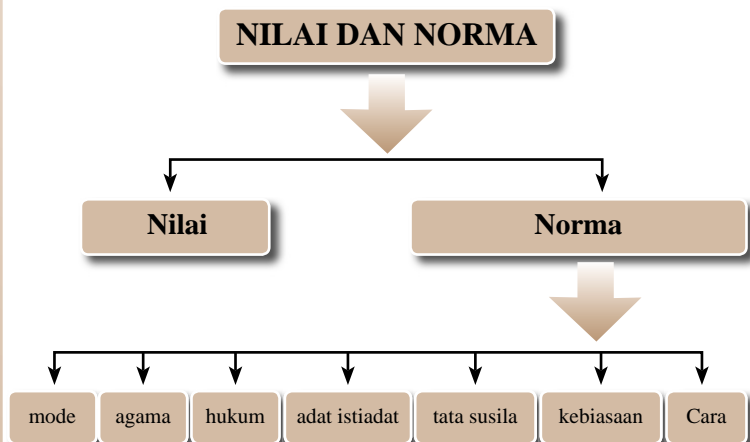 NILAI DAN NORMA
Nilai
Norma
mode
agama
hukum
adat istiadat
tata susila
kebiasaan
Cara